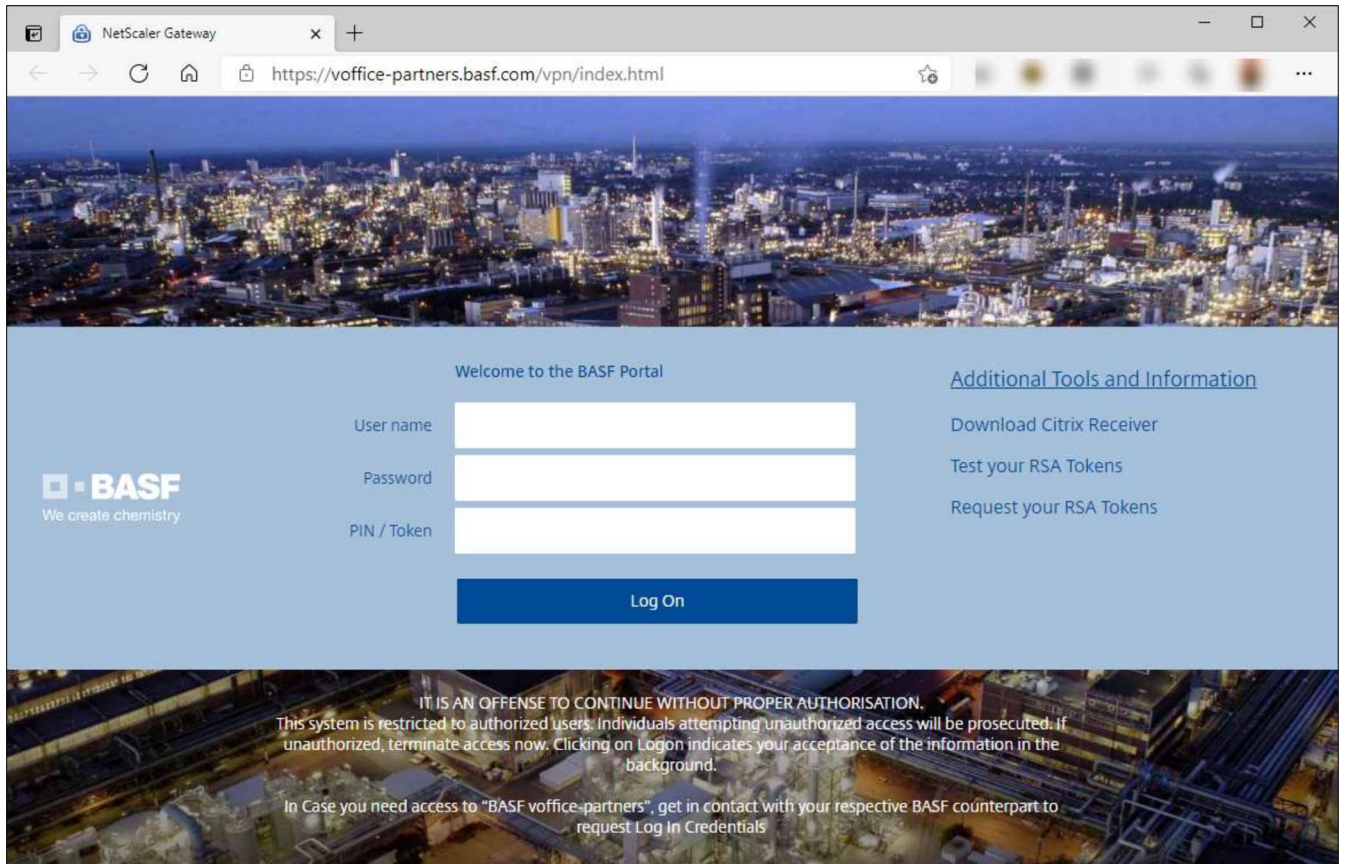 NetScaler Gateway
https://voffice-partners.basf.com/vpn/index.html
Welcome to the BASF Portal
User name
Password
PIN / Token
Log On
BASF
We create chemistry
Additional Tools and Information
Download Citrix Receiver
Test your RSA Tokens
Request your RSA Tokens
IT IS AN OFFENSE TO CONTINUE WITHOUT PROPER AUTHORISATION.
This system is restricted to authorized users. Individuals attempting unauthorized access will be prosecuted. If
unauthorized, terminate access now. Clicking on Logon indicates your acceptance of the information in the
background.
In Case you need access to "BASF voffice-partners", get in contact with your respective BASF counterpart to
request Log In Credentials